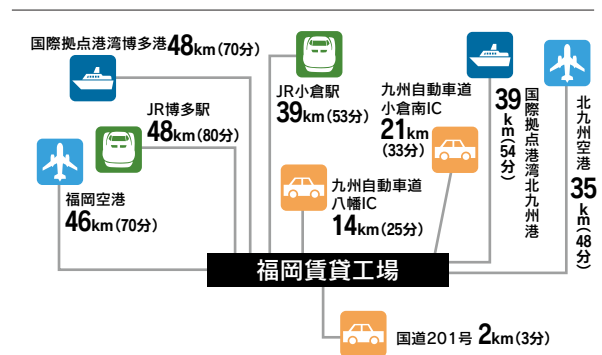 国際拠点港湾博多港48km(70分)
JR博多駅
48km(80分)
福岡空港
46km(70分)
JR小倉駅
39km(53分)
九州自動車道
八幡IC
14km(25分)
九州自動車道
小倉南IC
21km
(33分)
国際拠点港湾北九州港
39km(54分)
北九州空港
35km(48分)
福岡賃貸工場
国道201号 2km(3分)